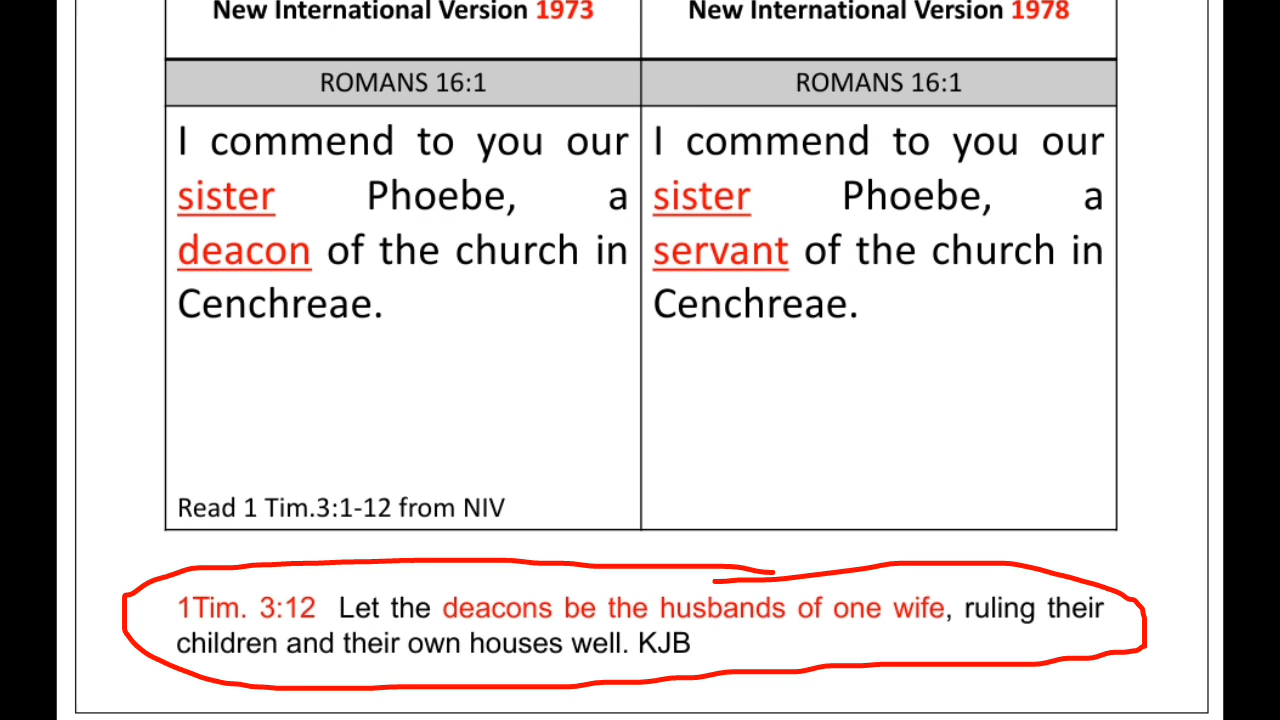 New International Version 1973
New International Version 1978
ROMANS 16:1
ROMANS 16:1
I commend to you our
sister Phoebe, a
deacon of the church in
Cenchreae.
I commend to you our
sister Phoebe, a
servant of the church in
Cenchreae.
Read 1 Tim.3:1-12 from NIV
1Tim. 3:12 Let the deacons be the husbands of one wife, ruling their
children and their own houses well. KJB